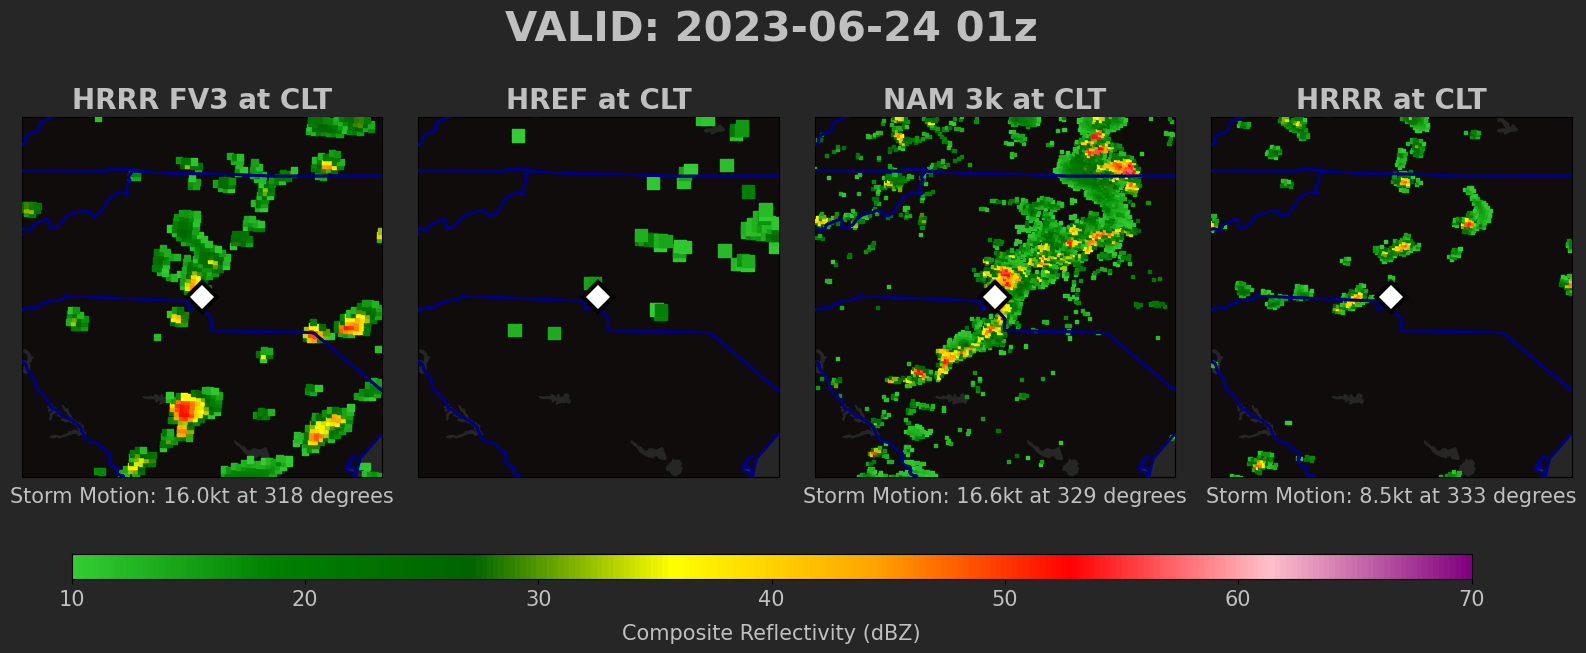 VALID: 2023-06-24 01z
HRRR FV3 at CLT
HREF at CLT
NAM 3k at CLT
HRRR at CLT
Storm Motion: 16.0kt at 318 degrees
Storm Motion: 16.6kt at 329 degrees
Storm Motion: 8.5kt at 333 degrees
10 20 30 40 50 60 70
Composite Reflectivity (dBZ)